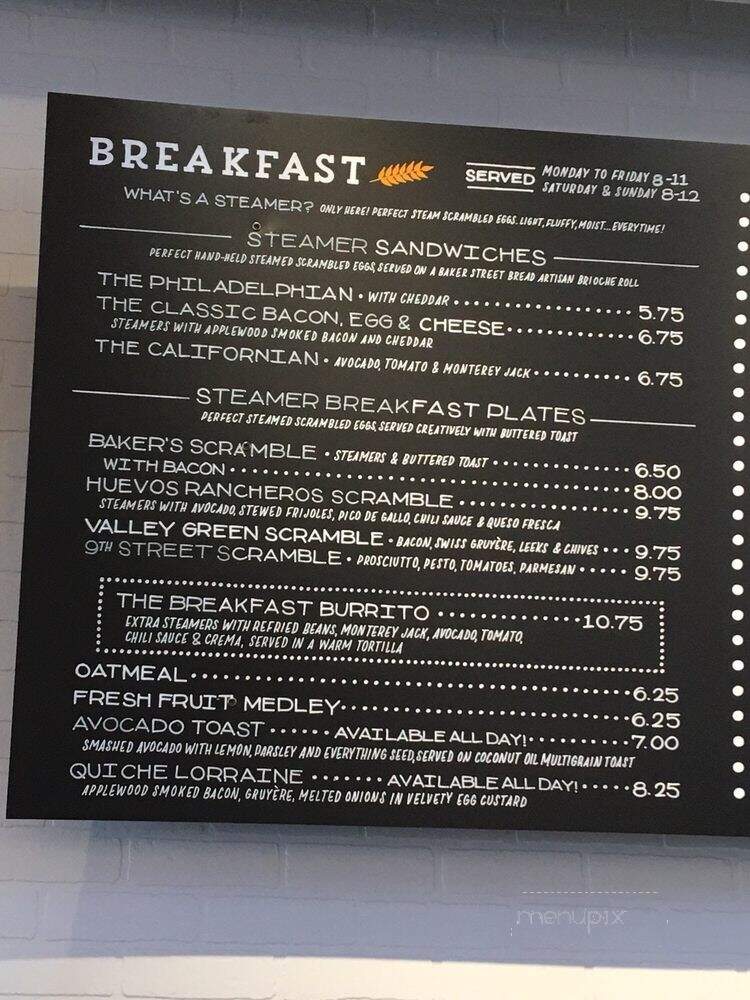 BREAKFAST
SERVED MONDAY TO FRIDAY 8-11
SATURDAY & SUNDAY 8-12
WHAT'S A STEAMER? ONLY HERE! PERFECT STEAM SCRAMBLED EGGS. LIGHT, FLUFFY, MOIST...EVERYTIME!
STEAMER SANDWICHES
PERFECT HAND-HELD STEAMED SCRAMBLED EGGS, SERVED ON A BAKER STREET BREAD ARTISAN BRIOCHE ROLL
THE PHILADELPHIAN • WITH CHEDDAR 5.75
THE CLASSIC BACON, EGG & CHEESE 6.75
STEAMERS WITH APPLEWOOD SMOKED BACON AND CHEDDAR
THE CALIFORNIAN • AVOCADO, TOMATO & MONTEREY JACK 6.75
STEAMER BREAKFAST PLATES
PERFECT STEAMED SCRAMBLED EGGS, SERVED CREATIVELY WITH BUTTERED TOAST
BAKER'S SCRAMBLE • STEAMERS & BUTTERED TOAST 6.50
WITH BACON 8.00
HUEVOS RANCHEROS SCRAMBLE 9.75
STEAMERS WITH AVOCADO, STEWED FRIJOLES, PICO DE GALLO, CHILI SAUCE & QUESO FRESCA
VALLEY GREEN SCRAMBLE • BACON, SWISS GRUYÈRE, LEEKS & CHIVES 9.75
9TH STREET SCRAMBLE • PROSCIUTTO, PESTO, TOMATOES, PARMESAN 9.75
THE BREAKFAST BURRITO 10.75
EXTRA STEAMERS WITH REFRIED BEANS, MONTEREY JACK, AVOCADO, TOMATO,
CHILI SAUCE & CREMA, SERVED IN A WARM TORTILLA
OATMEAL 6.25
FRESH FRUIT MEDLEY 6.25
AVOCADO TOAST AVAILABLE ALL DAY! 7.00
SMASHED AVOCADO WITH LEMON, PARSLEY AND EVERYTHING SEED, SERVED ON COCONUT OIL MULTIGRAIN TOAST
QUICHE LORRAINE AVAILABLE ALL DAY! 8.25
APPLEWOOD SMOKED BACON, GRUYÈRE, MELTED ONIONS IN VELVETY EGG CUSTARD
menupix